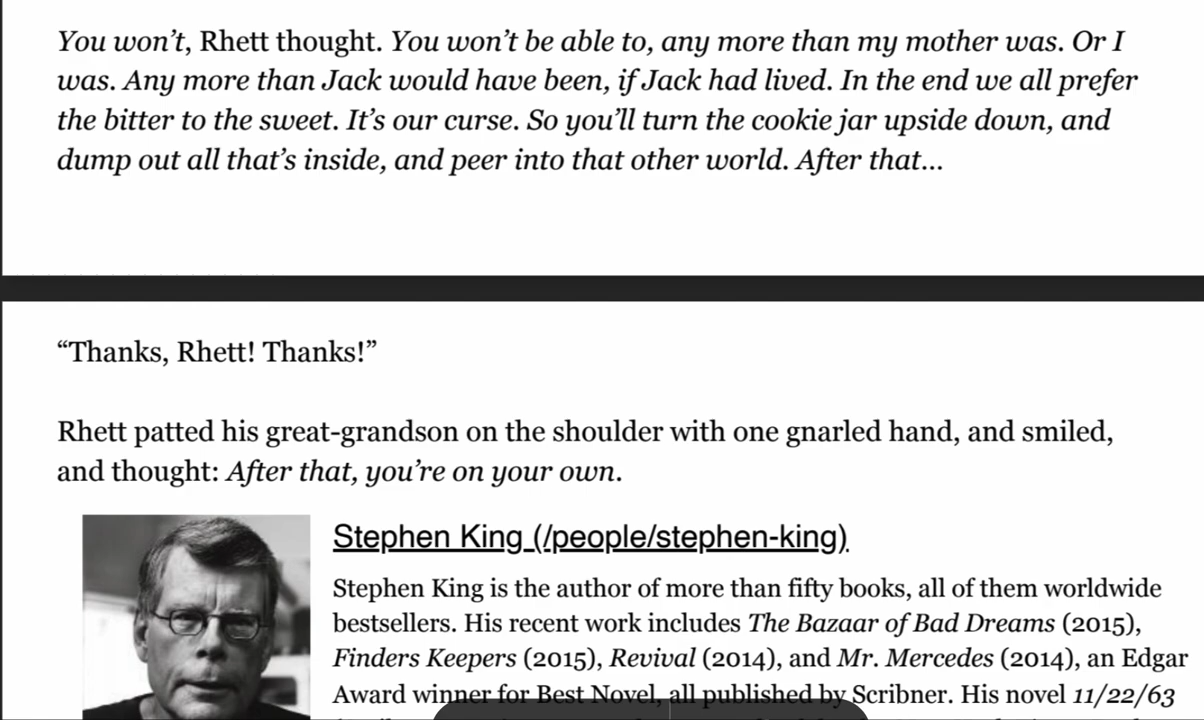 You won’t, Rhett thought. You won’t be able to, any more than my mother was. Or I
was. Any more than Jack would have been, if Jack had lived. In the end we all prefer
the bitter to the sweet. It’s our curse. So you’ll turn the cookie jar upside down, and
dump out all that’s inside, and peer into that other world. After that...
“Thanks, Rhett! Thanks!”
Rhett patted his great-grandson on the shoulder with one gnarled hand, and smiled,
and thought: After that, you’re on your own.
Stephen King (/people/stephen-king)
Stephen King is the author of more than fifty books, all of them worldwide
bestsellers. His recent work includes The Bazaar of Bad Dreams (2015),
Finders Keepers (2015), Revival (2014), and Mr. Mercedes (2014), an Edgar
Award winner for Best Novel, all published by Scribner. His novel 11/22/63